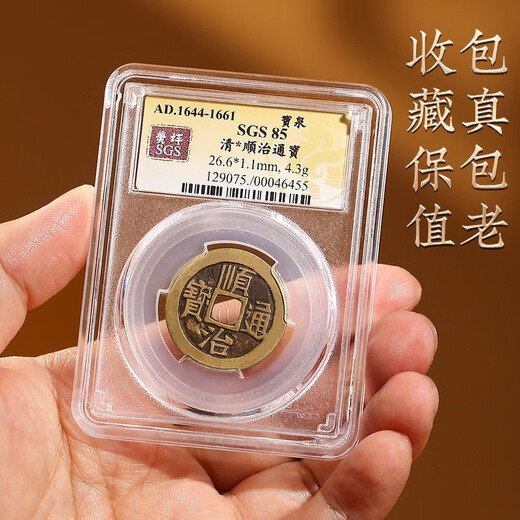 包真包老
收藏保值
AD.1644-1661
寶泉
SGS 85
清*順治通寶
26.6*1.1mm, 4.3g
129075./00046455
SGS
順治通寶